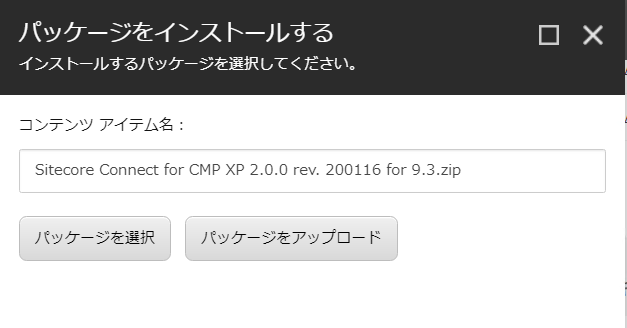 パッケージをインストールする
インストールするパッケージを選択してください。
コンテンツ アイテム名：
Sitecore Connect for CMP XP 2.0.0 rev. 200116 for 9.3.zip
パッケージを選択
パッケージをアップロード